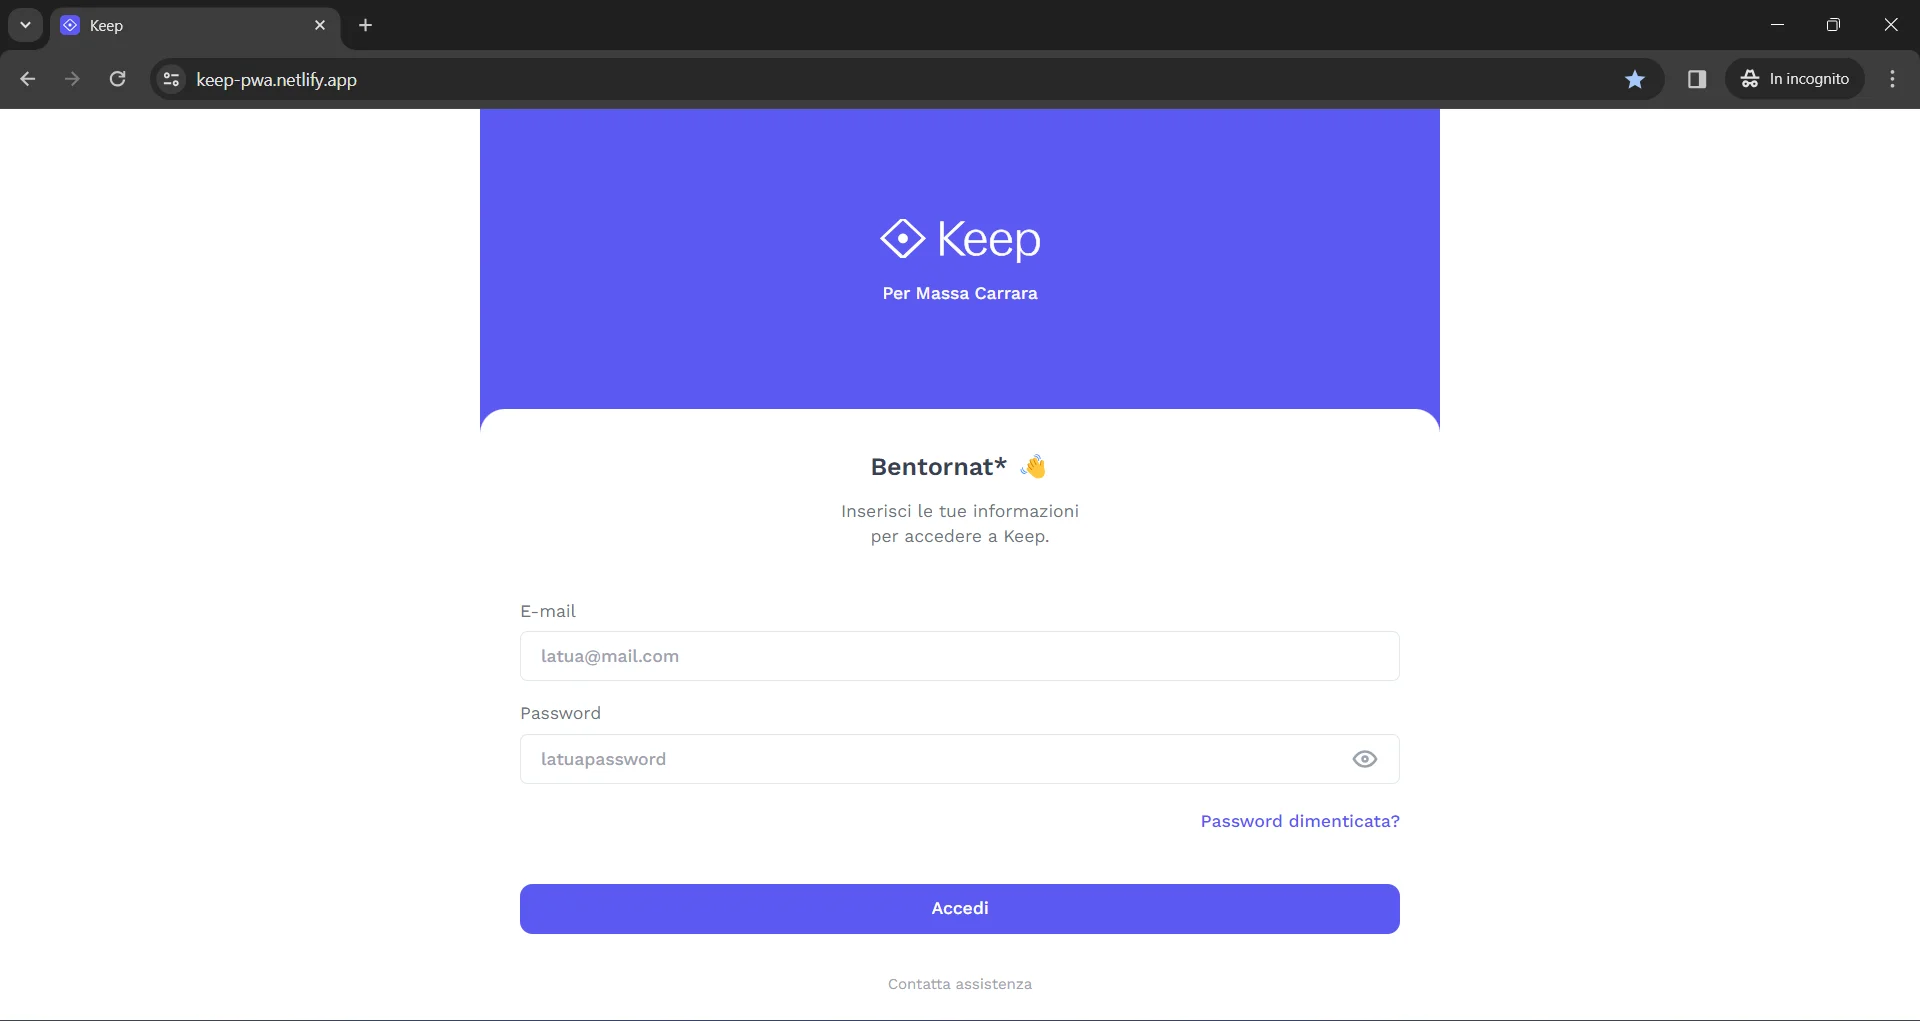 Keep
keep-pwa.netlify.app
In incognito
Keep
Per Massa Carrara
Bentornat* 👋
Inserisci le tue informazioni
per accedere a Keep.
E-mail
latua@mail.com
Password
latuapassword
Password dimenticata?
Accedi
Contatta assistenza